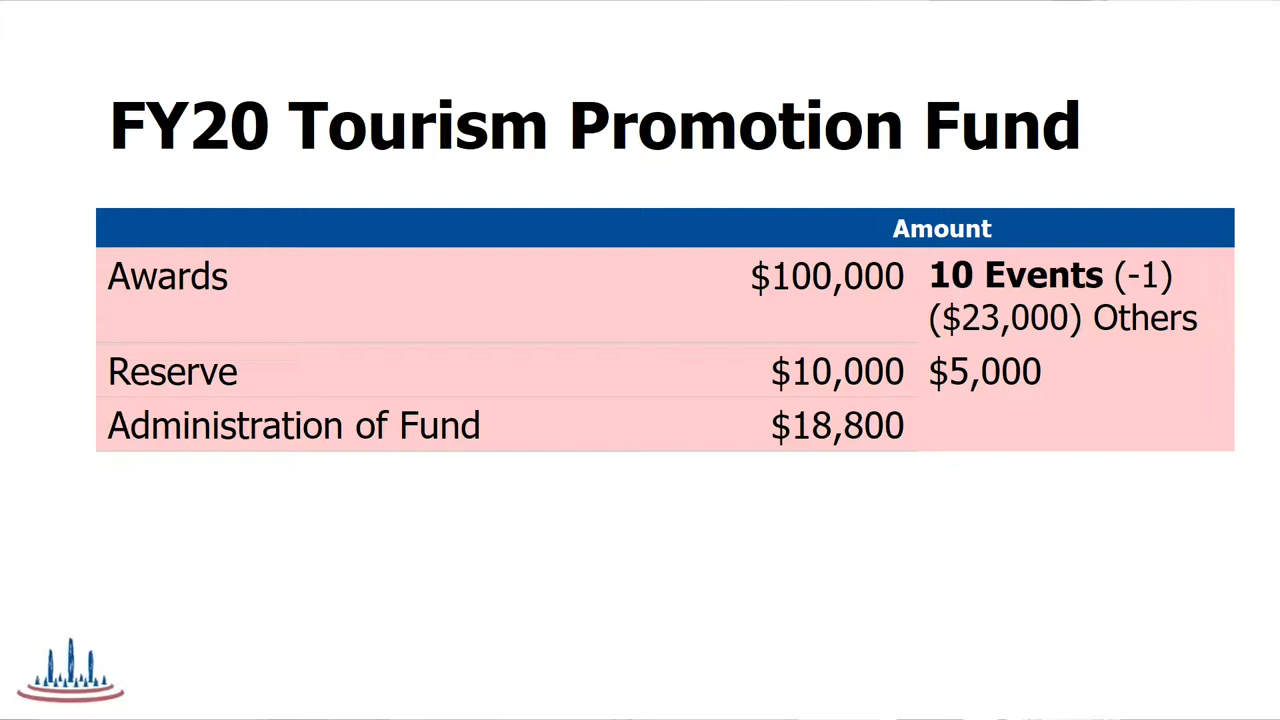 FY20 Tourism Promotion Fund
Amount
Awards $100,000 10 Events (-1)
($23,000) Others
Reserve $10,000 $5,000
Administration of Fund $18,800